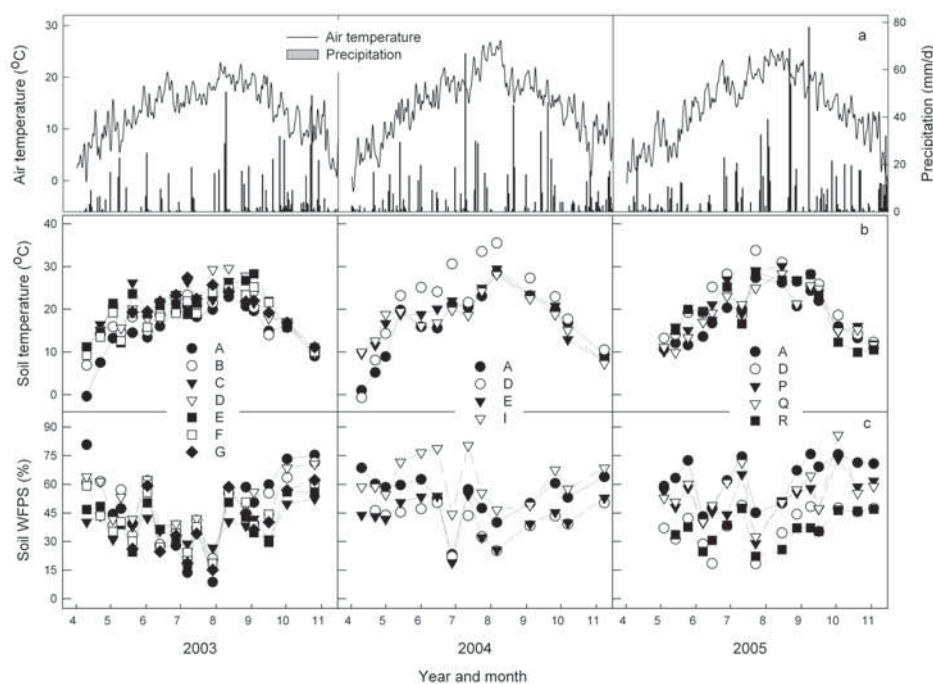 30
20
10
0
Air temperature (°C)
Air temperature
Precipitation
a
80
60
40
20
0
Precipitation (mm/d)
40
30
20
10
0
Soil temperature (°C)
A
B
C
D
E
F
G
A
D
E
I
b
A
D
P
Q
R
90
75
60
45
30
15
0
Soil WFPS (%)
c
4 5 6 7 8 9 10 11 4 5 6 7 8 9 10 11 4 5 6 7 8 9 10 11
2003 2004 2005
Year and month